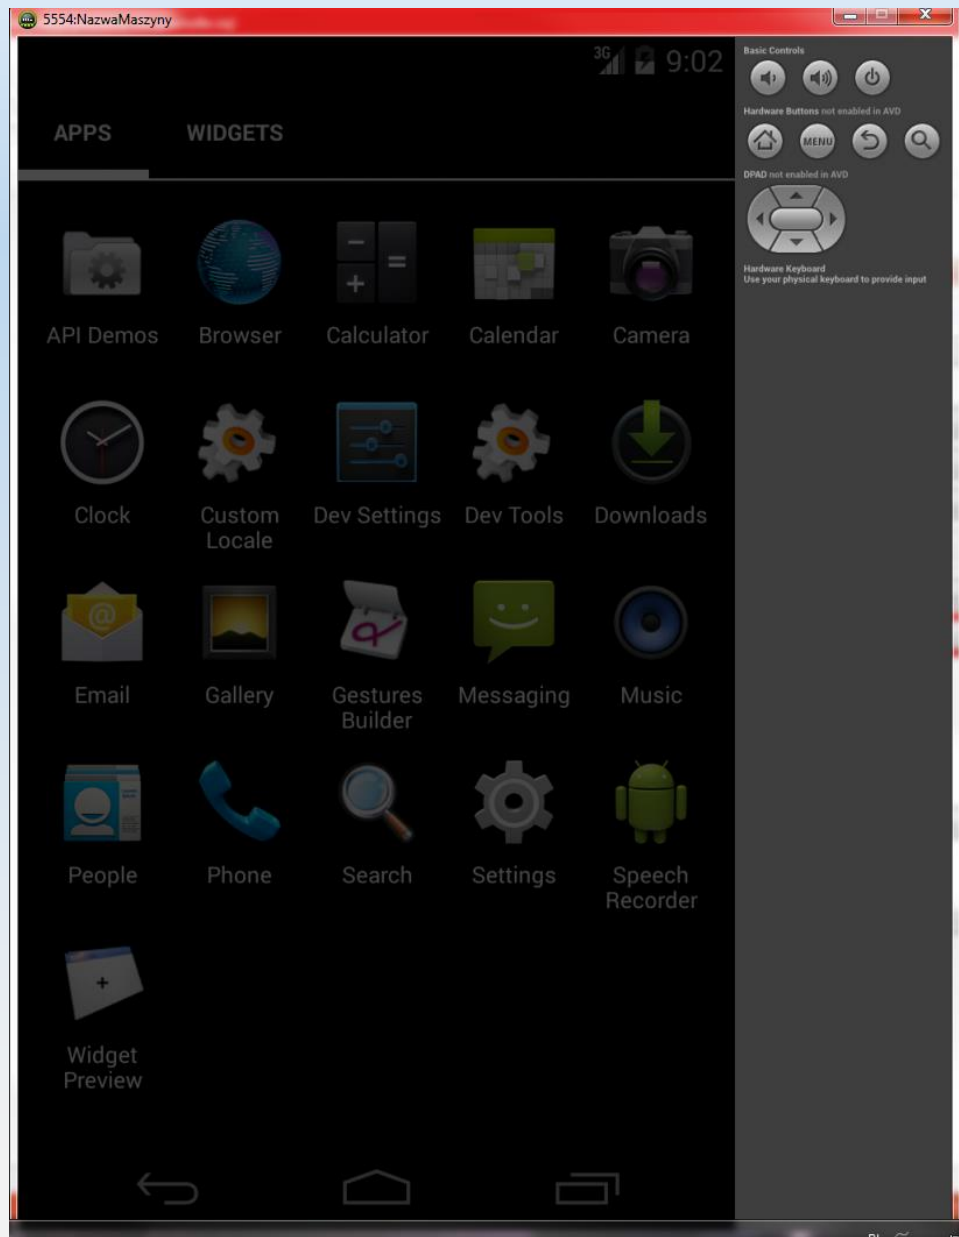 5554:NazwaMaszyny
3G 9:02
APPS WIDGETS
API Demos Browser Calculator Calendar Camera
Clock Custom Locale Dev Settings Dev Tools Downloads
Email Gallery Gestures Builder Messaging Music
People Phone Search Settings Speech Recorder
Widget Preview
Basic Controls
Hardware Buttons not enabled in AVD
MENU
DPAD not enabled in AVD
Hardware Keyboard
Use your physical keyboard to provide input